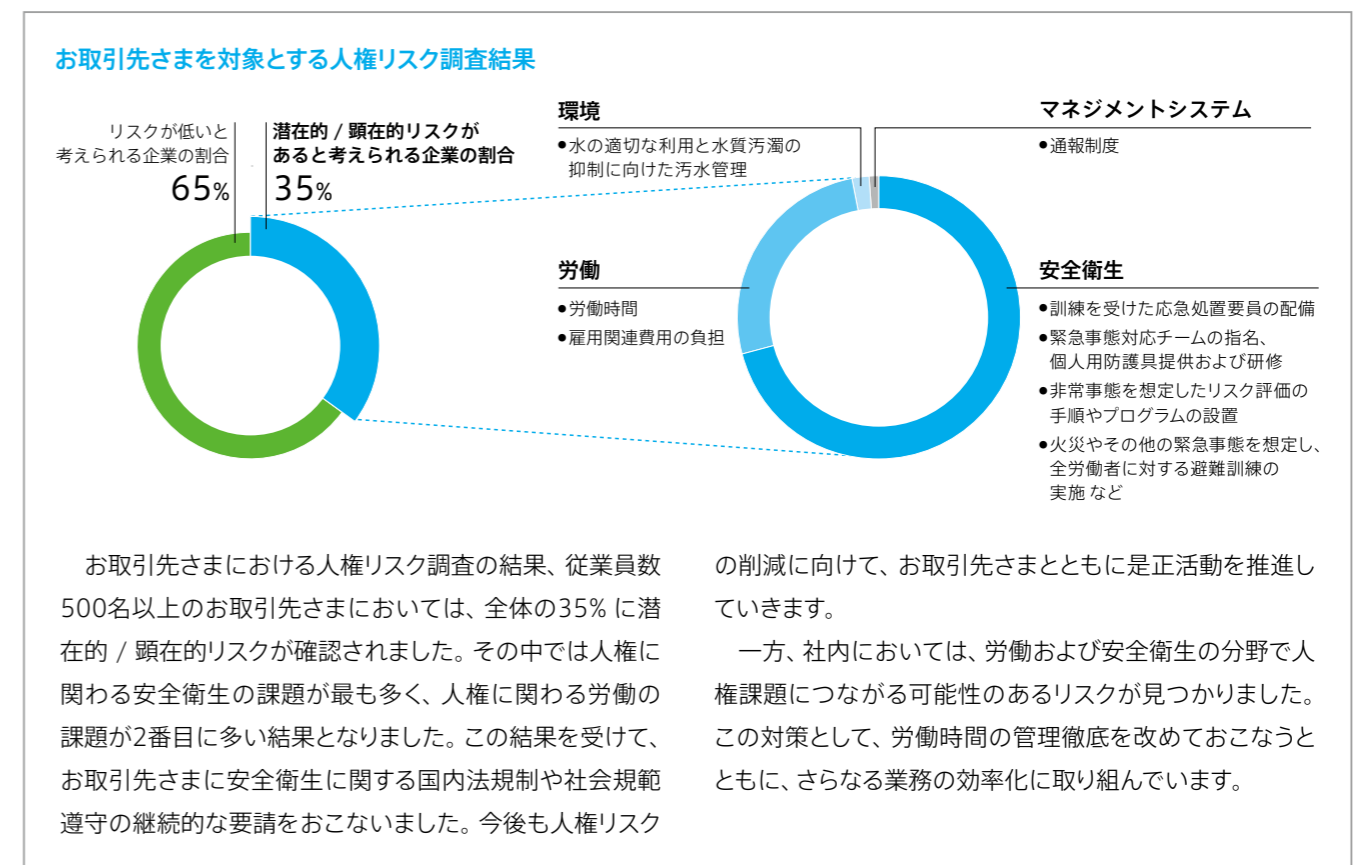 お取引先さまを対象とする人権リスク調査結果
リスクが低いと
考えられる企業の割合
65%
潜在的 / 顕在的リスクが
あると考えられる企業の割合
35%
環境
●水の適切な利用と水質汚濁の
抑制に向けた汚水管理
マネジメントシステム
●通報制度
労働
●労働時間
●雇用関連費用の負担
安全衛生
●訓練を受けた応急処置要員の配備
●緊急事態対応チームの指名、
個人用防護具提供および研修
●非常事態を想定したリスク評価の
手順やプログラムの設置
●火災やその他の緊急事態を想定し、
全労働者に対する避難訓練の
実施 など
お取引先さまにおける人権リスク調査の結果、従業員数
500名以上のお取引先さまにおいては、全体の35% に潜
在的 / 顕在的リスクが確認されました。その中では人権に
関わる安全衛生の課題が最も多く、人権に関わる労働の
課題が2番目に多い結果となりました。この結果を受けて、
お取引先さまに安全衛生に関する国内法規制や社会規範
遵守の継続的な要請をおこないました。今後も人権リスク
の削減に向けて、お取引先さまとともに是正活動を推進し
ていきます。
一方、社内においては、労働および安全衛生の分野で人
権課題につながる可能性のあるリスクが見つかりました。
この対策として、労働時間の管理徹底を改めておこなうと
ともに、さらなる業務の効率化に取り組んでいます。